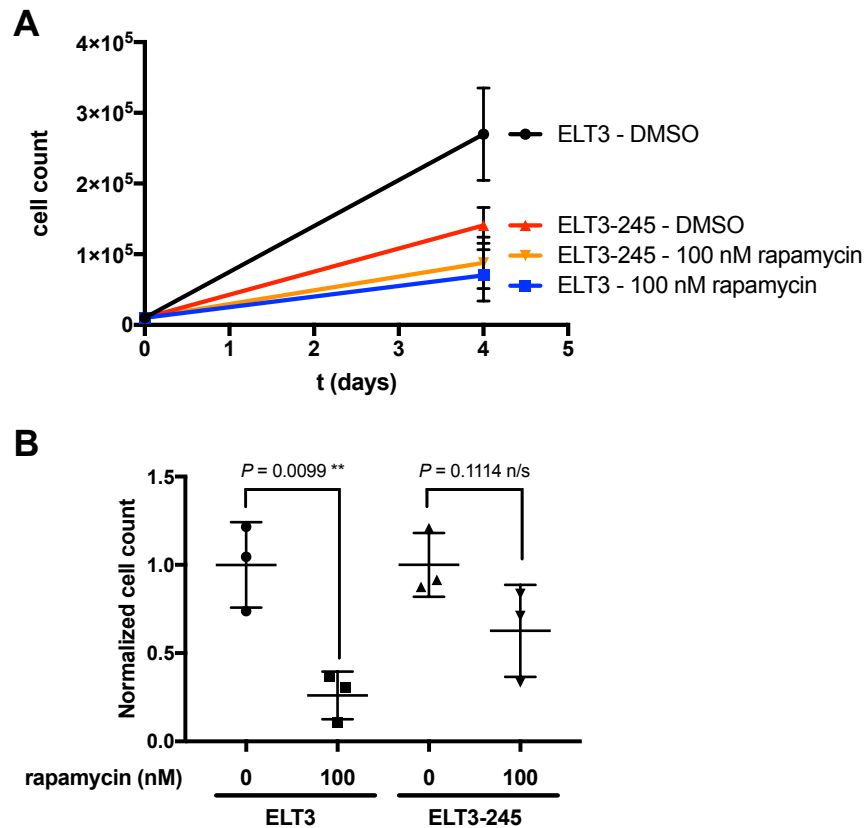 A
4×10⁵
3×10⁵
2×10⁵
1×10⁵
0
cell count
0 1 2 3 4 5
t (days)
ELT3 - DMSO
ELT3-245 - DMSO
ELT3-245 - 100 nM rapamycin
ELT3 - 100 nM rapamycin
B
P = 0.0099 ** P = 0.1114 n/s
1.5
1.0
0.5
0.0
Normalized cell count
rapamycin (nM) 0 100 0 100
ELT3 ELT3-245